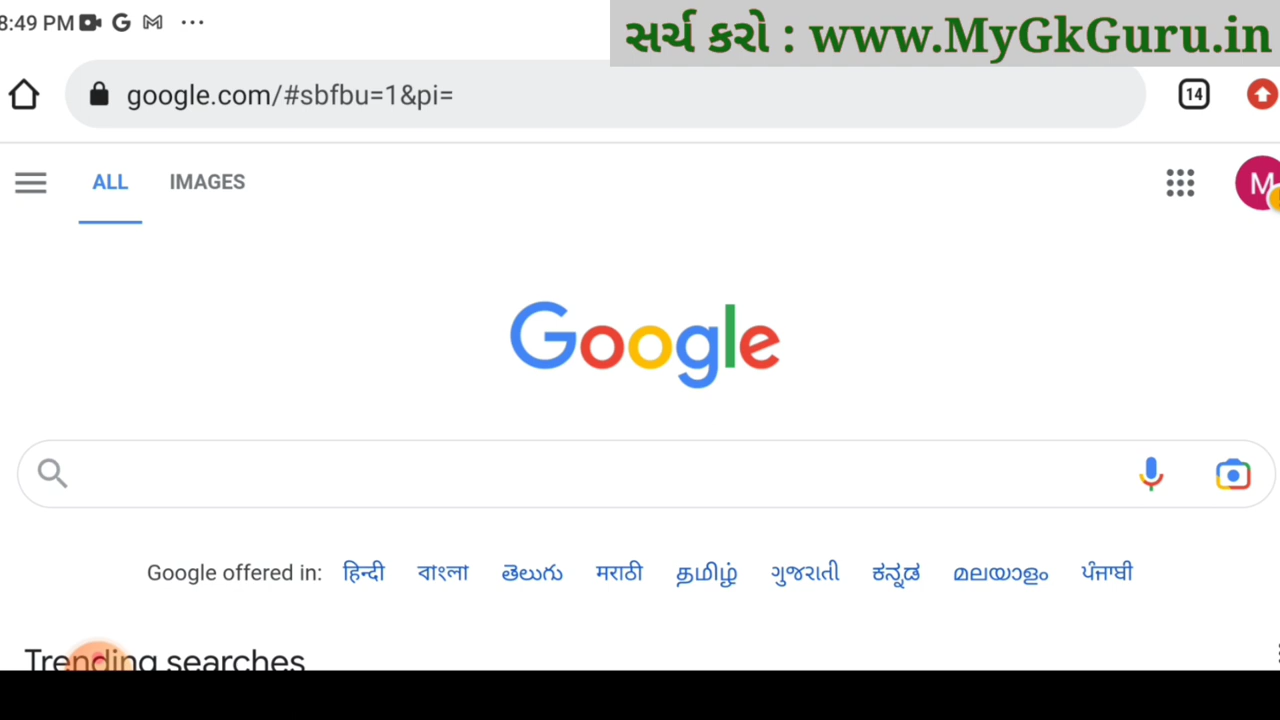 8:49 PM
સર્ચ કરો : www.MyGkGuru.in
google.com/#sbfbu=1&pi=
14
ALL IMAGES
M
Google
Google offered in: हिन्दी বাংলা తెలుగు मराठी தமிழ் ગુજરાતી ಕನ್ನಡ മലയാളം ਪੰਜਾਬੀ
Trending searches